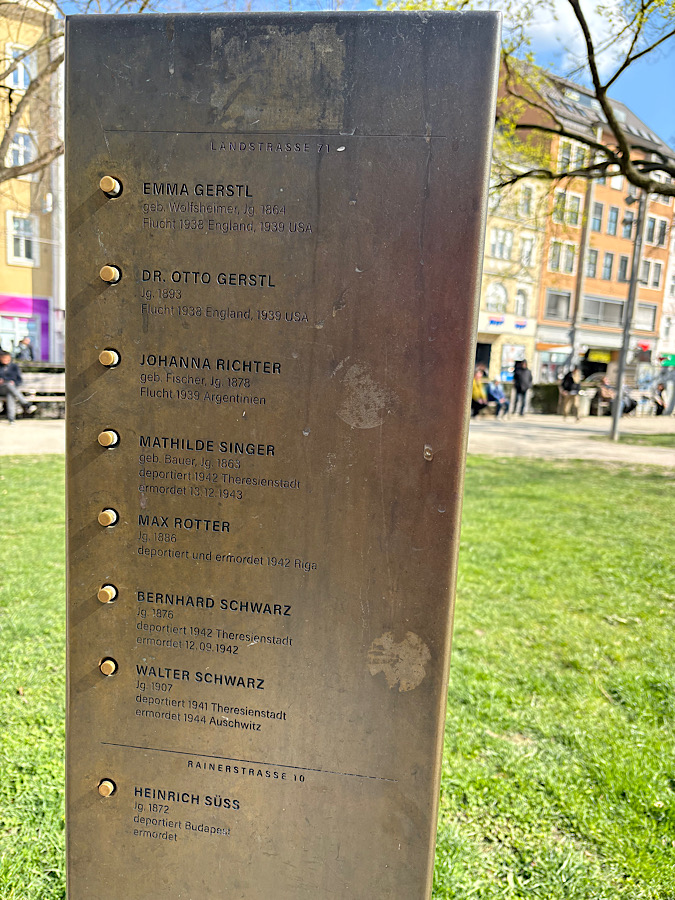 LANDSTRASSE 71
EMMA GERSTL
geb. Wolfsheimer, Jg. 1864
Flucht 1938 England, 1939 USA
DR. OTTO GERSTL
Jg. 1893
Flucht 1938 England, 1939 USA
JOHANNA RICHTER
geb. Fischer, Jg. 1878
Flucht 1939 Argentinien
MATHILDE SINGER
geb. Bauer, Jg. 1863
deportiert 1942 Theresienstadt
ermordet 13.12.1943
MAX ROTTER
Jg. 1886
deportiert und ermordet 1942 Riga
BERNHARD SCHWARZ
Jg. 1876
deportiert 1942 Theresienstadt
ermordet 12.09.1942
WALTER SCHWARZ
Jg. 1907
deportiert 1941 Theresienstadt
ermordet 1944 Auschwitz
RAINERSTRASSE 10
HEINRICH SÜSS
Jg. 1872
deportiert Budapest
ermordet